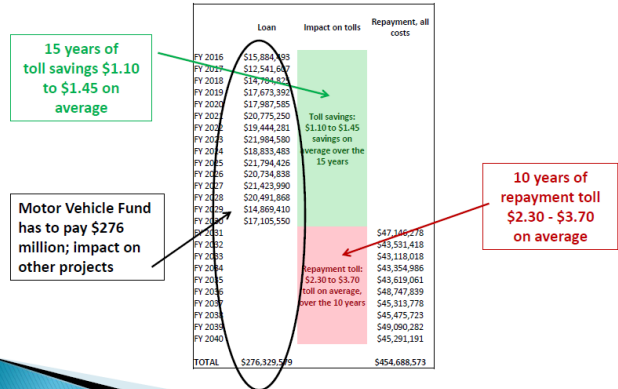 15 years of
toll savings $1.10
to $1.45 on
average
Motor Vehicle Fund
has to pay $276
million; impact on
other projects
Loan Impact on tolls Repayment, all
costs
FY 2016 $15,884,493
FY 2017 $12,541,607
FY 2018 $14,784,825
FY 2019 $17,673,392
FY 2020 $17,987,585
FY 2021 $20,775,250 Toll savings:
FY 2022 $19,444,281 $1.10 to $1.45
FY 2023 $21,984,580 savings on
FY 2024 $18,833,483 average over the
FY 2025 $21,794,426 15 years
FY 2026 $20,734,838
FY 2027 $21,423,990
FY 2028 $20,491,868
FY 2029 $14,869,410
FY 2030 $17,105,550
FY 2031 $47,146,278
FY 2032 $43,531,418
FY 2033 $43,118,018
FY 2034 Repayment toll: $43,354,986
FY 2035 $2.30 to $3.70 $43,619,061
FY 2036 toll on average, $48,747,839
FY 2037 over the 10 years $45,313,778
FY 2038 $45,475,723
FY 2039 $49,090,282
FY 2040 $45,291,191
TOTAL $276,329,579 $454,688,573
10 years of
repayment toll
$2.30 - $3.70
on average